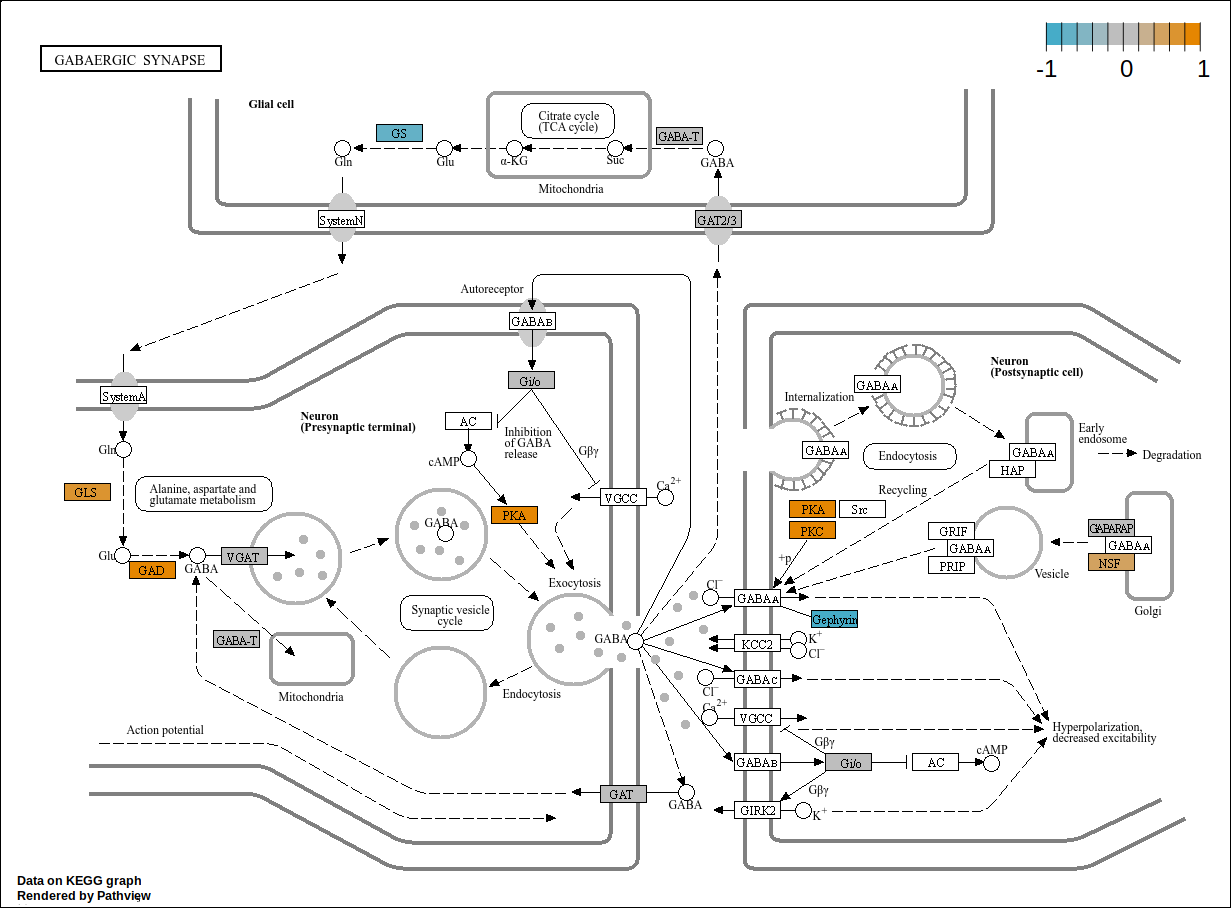 GABAERGIC SYNAPSE
-1
0
1
Glial cell
Citrate cycle
(TCA cycle)
GS
GABA-T
Gln
Glu
α-KG
Suc
GABA
Mitochondria
SystemN
GAT2/3
Autoreceptor
GABAB
SystemA
Gi/o
Neuron
(Presynaptic terminal)
AC
Inhibition
of GABA
release
Gβγ
cAMP
Gln
GLS
Alanine, aspartate and
glutamate metabolism
VGCC
Ca2+
GABA
PKA
Glu
GAD
GABA
VGAT
Exocytosis
Synaptic vesicle
cycle
GABA-T
Mitochondria
GABA
Endocytosis
Action potential
GAT
GABA
Neuron
(Postsynaptic cell)
GABAA
Internalization
GABAA
Endocytosis
GABAA
HAP
Early
endosome
Degradation
Recycling
PKA
Src
PKC
+p
GRIF
GABAA
PRIP
Vesicle
GABARAP
GABAA
NSF
Golgi
Cl−
GABAA
Gephyrin
KCC2
K+
Cl−
Cl−
GABAC
Ca2+
VGCC
Gβγ
GABAB
Gi/o
AC
cAMP
Gβγ
GIRK2
K+
Hyperpolarization,
decreased excitability
Data on KEGG graph
Rendered by Pathview